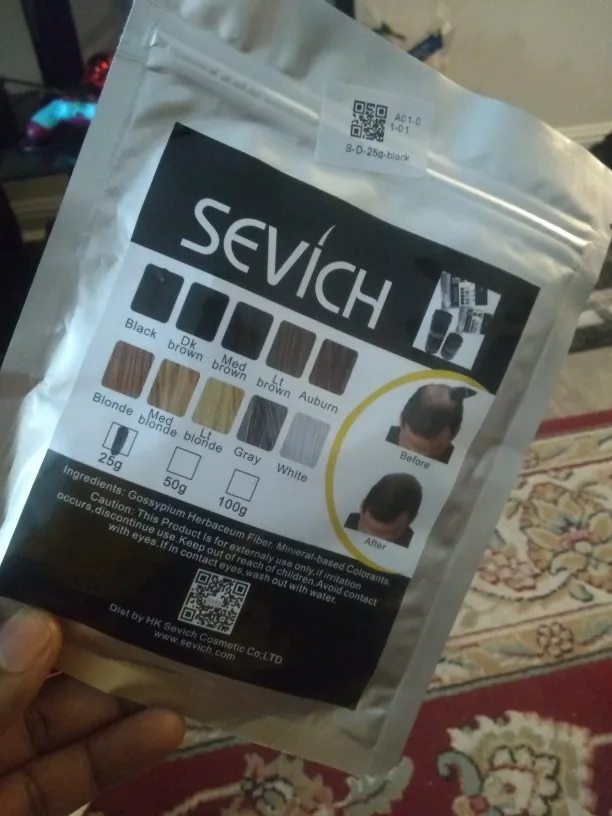 A01-0
1-01
S-D-25g-black
SEVICH
Black
Dk brown
Med brown
Lt brown
Auburn
Blonde
Med blonde
Lt blonde
Gray
White
25g
50g
100g
Before
After
Ingredients: Gossypium Herbaceum Fiber, Minieral-based Colorants.
Caution: This Product Is for externaly use only.if irritation
occurs,discontinue use.Keep out of reach of children.Avoid contact
with eyes.If in contact eyes,wash out with water.
Dist by HK Sevich Cosmetic Co;LTD
www.sevich.com